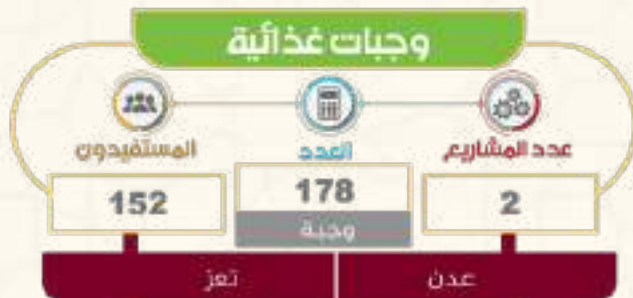 وجبات غذائية
عدد المشاريع
العدد
المستفيدون
2
178
152
وجبة
عدن
تعز